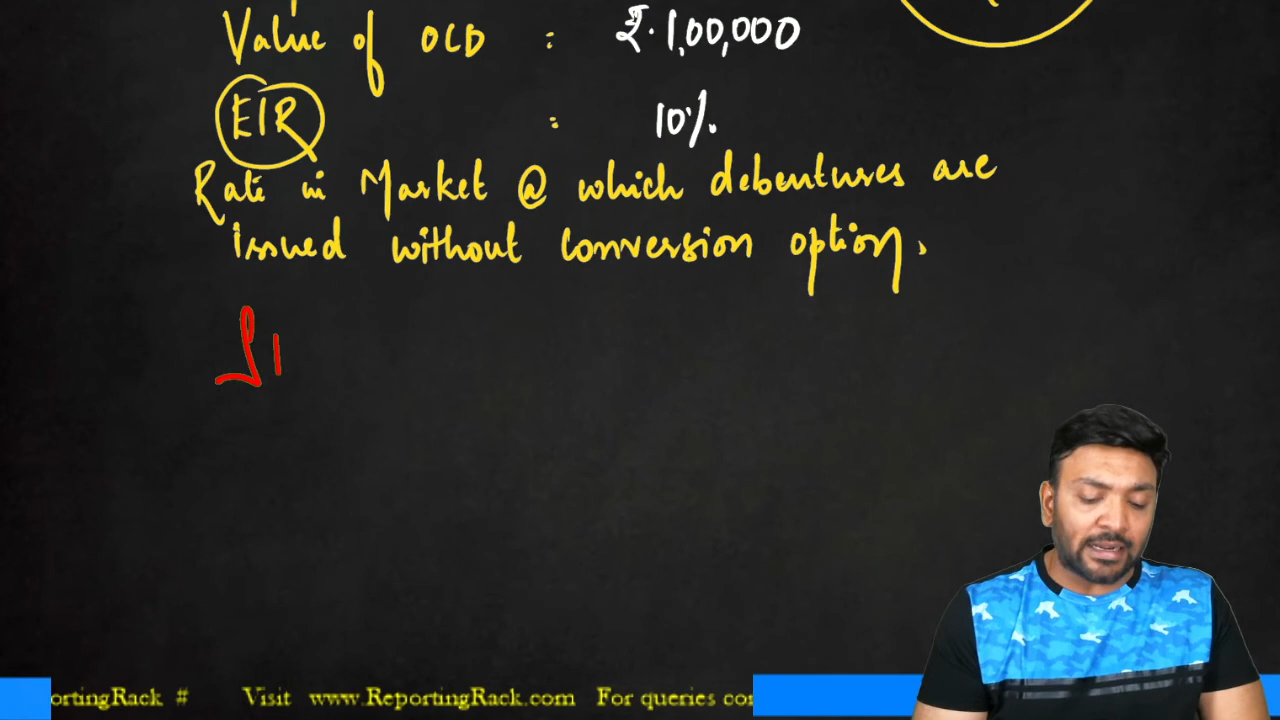 Value of OCD : ₹. 1,00,000
EIR : 10%.
Rate in Market @ which debentures are
issued without conversion option.
ortingRack # Visit www.ReportingRack.com For queries co